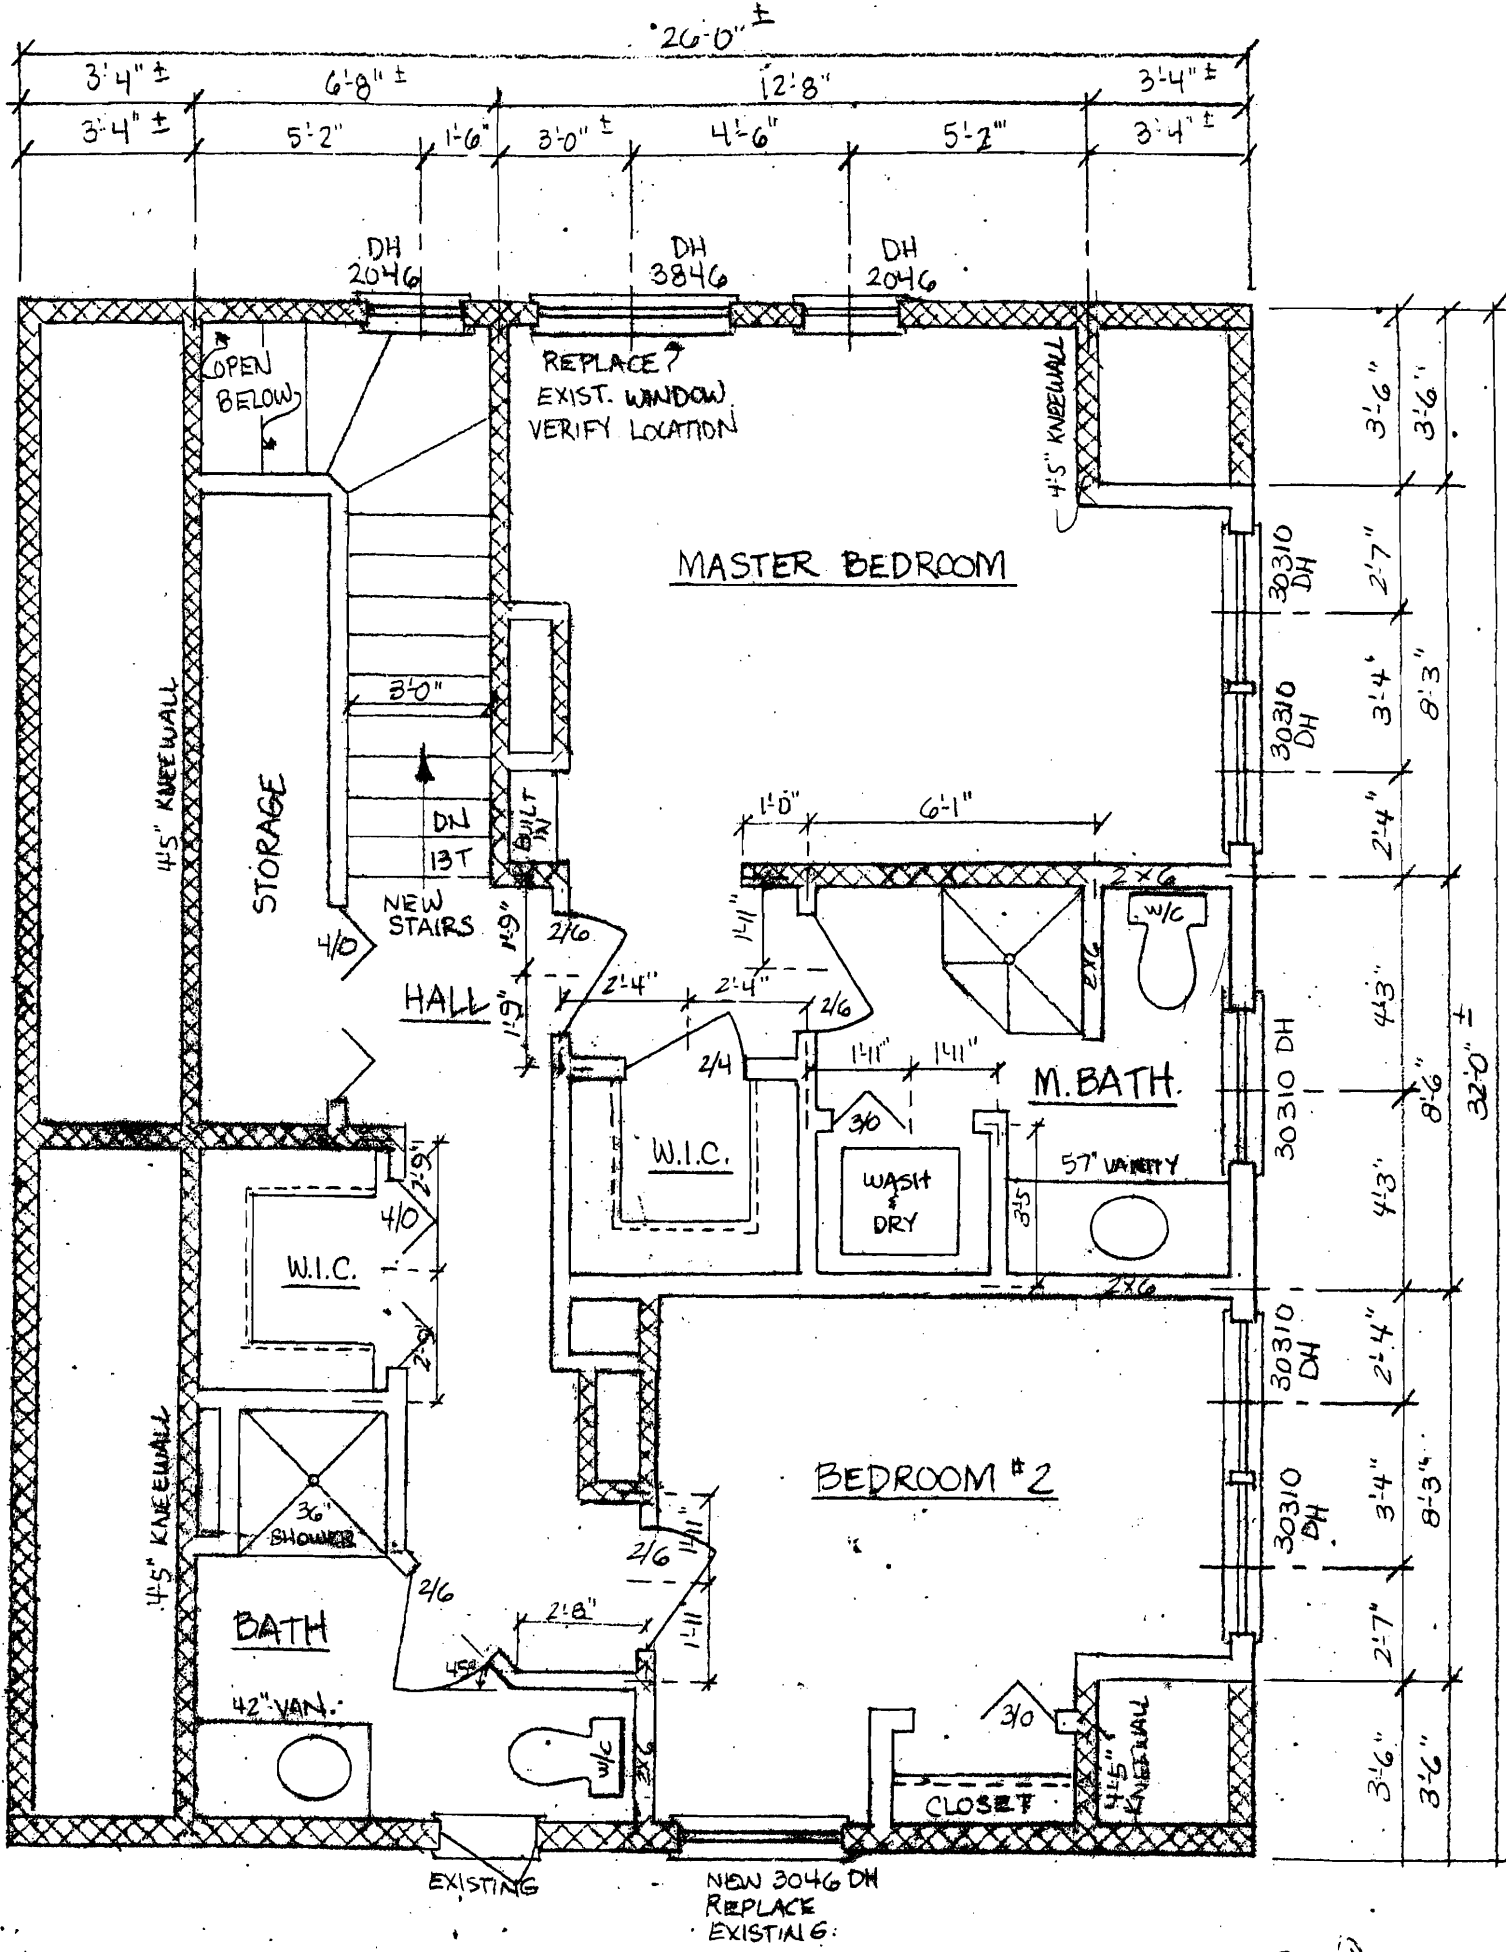 26'-0" ±
3'-4" ± 6'-8" ± 12'-8" 3'-4" ±
3'-4" ± 5'-2" 1'-6" 3'-0" ± 4'-6" 5'-2" 3'-4" ±
DH
2046
DH
3846
DH
2046
OPEN
BELOW
REPLACE
EXIST. WINDOW
VERIFY LOCATION
4'-5" KNEEWALL
3'-6"
3'-6"
MASTER BEDROOM
30310
DH
2'-7"
4'-5" KNEEWALL
3'-0"
30310
DH
3'-4"
8'-3"
STORAGE
BUILT
IN
1'-0"
6'-1"
2'-4"
DN
13T
NEW
STAIRS
2x6
W/C
4/0
1'-9"
2/6
1'-11"
2x6
HALL
1'-9"
2'-4"
2'-4"
2/6
4'-3"
30310 DH
2/4
1'-11"
1'-11"
M. BATH
8'-6"
32'-0" ±
3/0
2'-9"
W.I.C.
WASH
&
DRY
3'-5
57" VANITY
4'-3"
4/0
W.I.C.
2'-9"
2x6
30310
DH
2'-4"
4'-5" KNEEWALL
36"
SHOWER
BEDROOM #2
30310
DH
3'-4"
8'-3"
2/6
1'-11"
2/6
BATH
2'-8"
1'-11
45°
2'-7"
42" VAN.
W/C
2x6
3/0
4'-5"
KNEEWALL
3'-6"
3'-6"
CLOSET
EXISTING
NEW 3046 DH
REPLACE
EXISTING